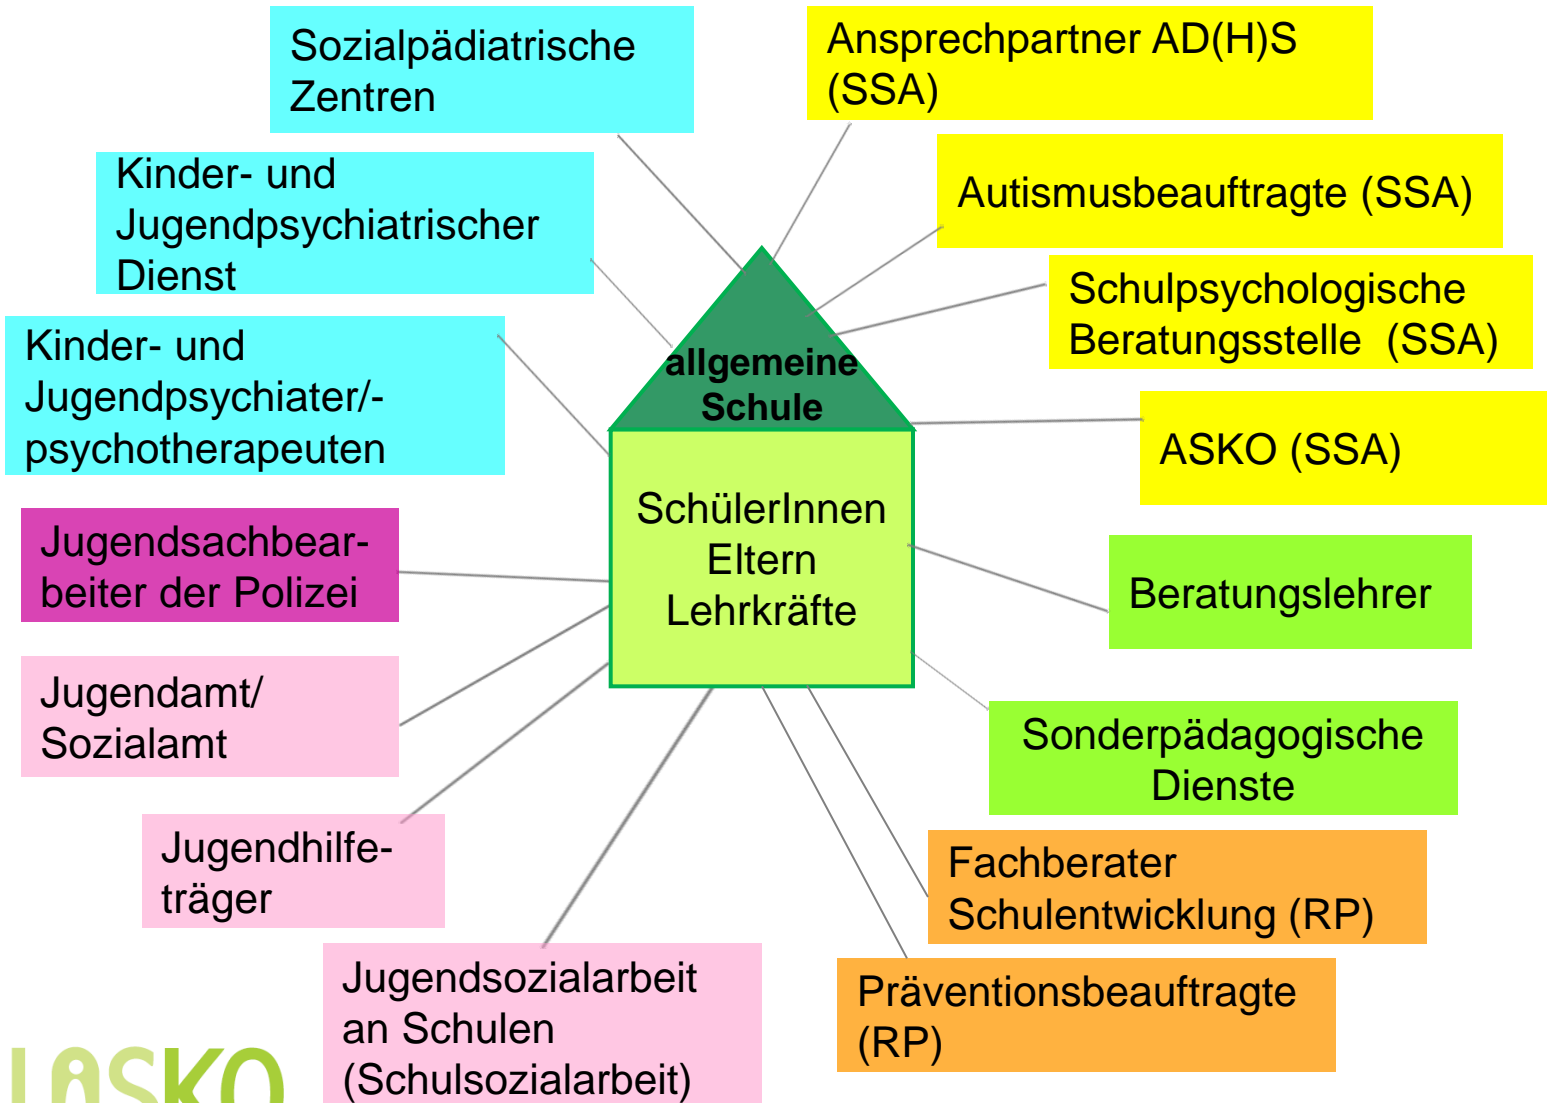 Sozialpädiatrische
Zentren
Ansprechpartner AD(H)S
(SSA)
Kinder- und
Jugendpsychiatrischer
Dienst
Autismusbeauftragte (SSA)
Schulpsychologische
Beratungsstelle (SSA)
Kinder- und
Jugendpsychiater/-
psychotherapeuten
allgemeine
Schule
ASKO (SSA)
SchülerInnen
Eltern
Lehrkräfte
Jugendsachbear-
beiter der Polizei
Beratungslehrer
Jugendamt/
Sozialamt
Sonderpädagogische
Dienste
Jugendhilfe-
träger
Fachberater
Schulentwicklung (RP)
Jugendsozialarbeit
an Schulen
(Schulsozialarbeit)
Präventionsbeauftragte
(RP)
ASKO